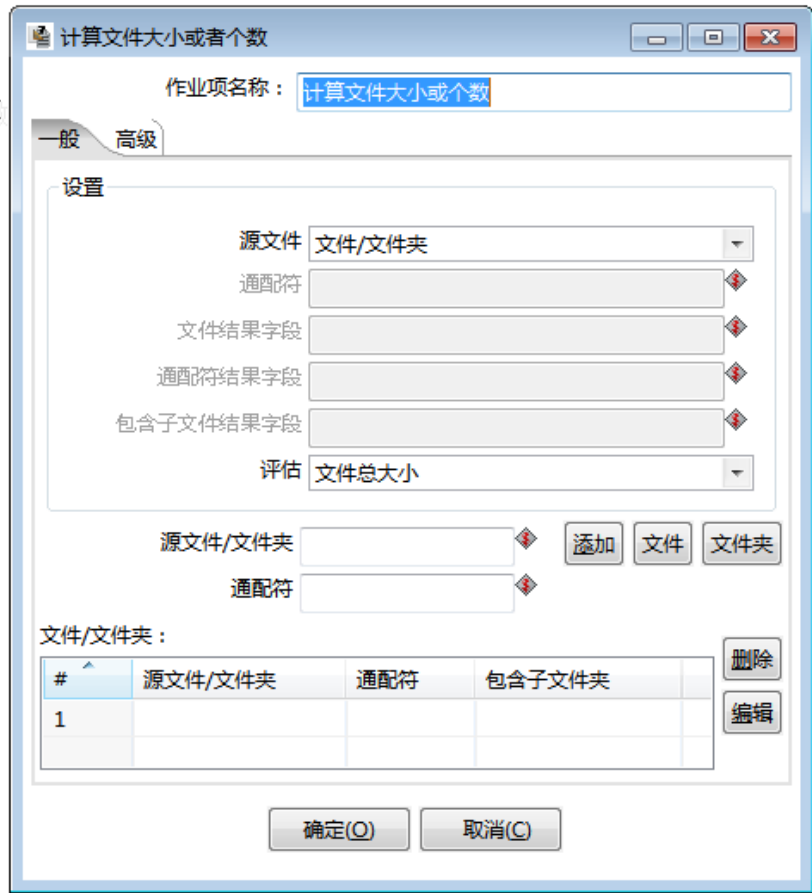 计算文件大小或者个数
作业项名称： 计算文件大小或个数
一般 高级
设置
源文件 文件/文件夹
通配符
文件结果字段
通配符结果字段
包含子文件结果字段
评估 文件总大小
源文件/文件夹 添加 文件 文件夹
通配符
文件/文件夹：
# 源文件/文件夹 通配符 包含子文件夹 删除
1 编辑
确定(O) 取消(C)